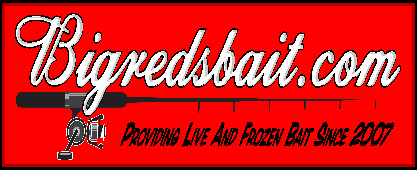 Bigredsbait.com
Providing Live And Frozen Bait Since 2007